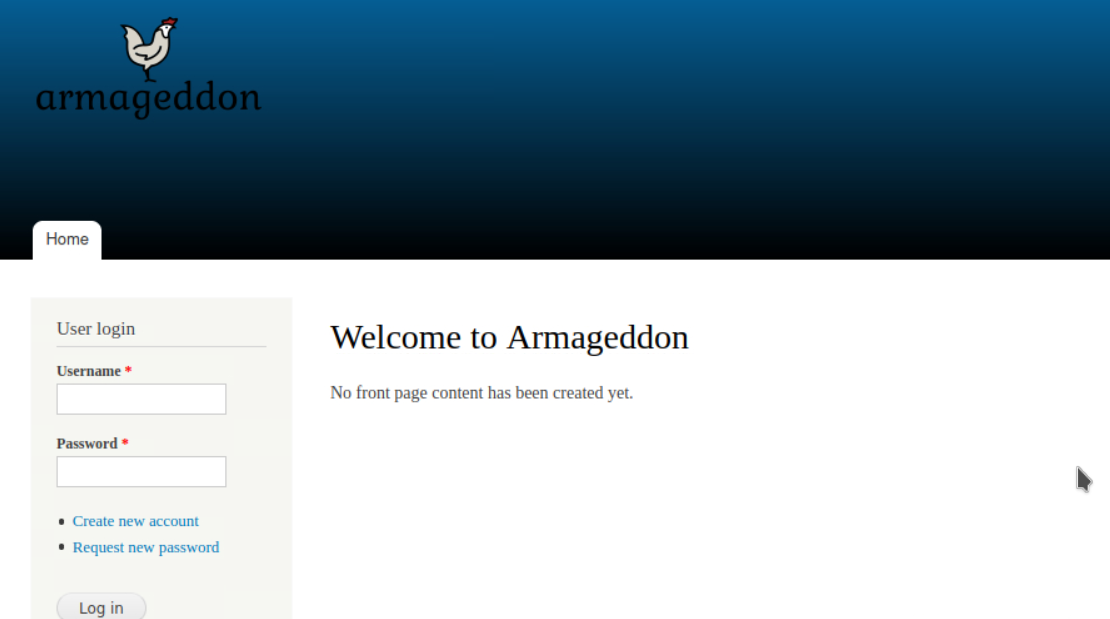 armageddon
Home
User login
Username *
Password *
Create new account
Request new password
Log in
Welcome to Armageddon
No front page content has been created yet.